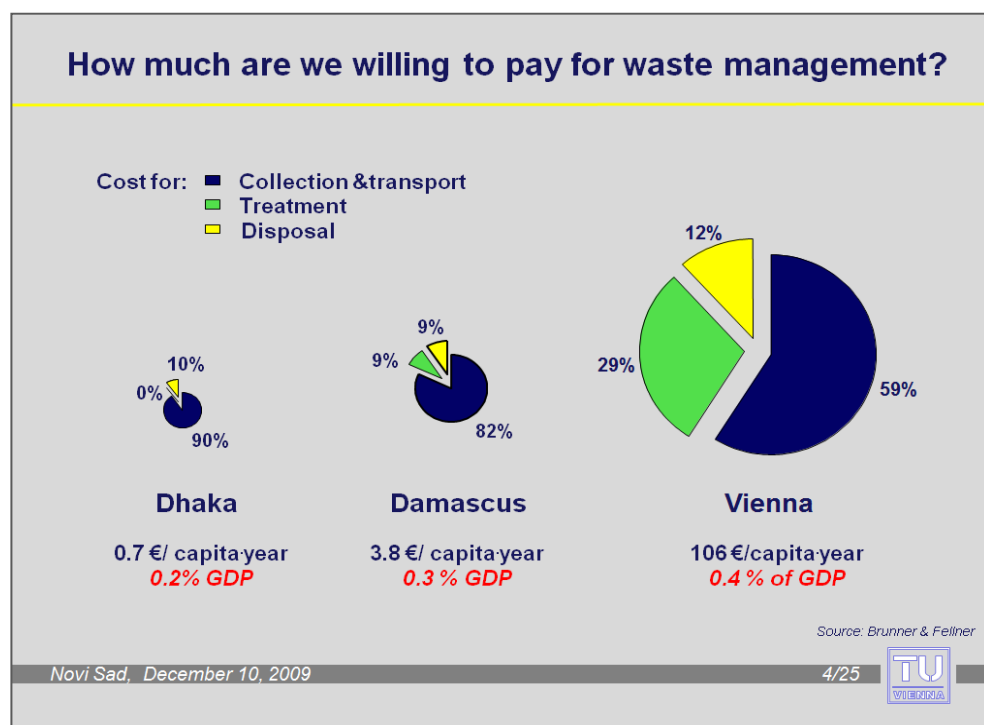 How much are we willing to pay for waste management?
Cost for:
Collection &transport
Treatment
Disposal
10%
0%
90%
9%
9%
82%
12%
29%
59%
Dhaka
0.7 €/ capita·year
0.2% GDP
Damascus
3.8 €/ capita·year
0.3 % GDP
Vienna
106 €/capita·year
0.4 % of GDP
Source: Brunner & Fellner
Novi Sad, December 10, 2009
4/25
TU
VIENNA